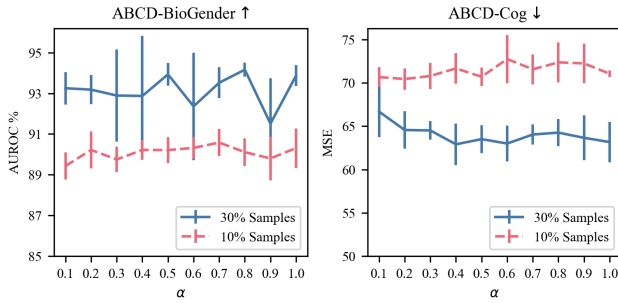 ABCD-BioGender ↑
AUROC %
95
93
91
89
87
85
30% Samples
10% Samples
0.1 0.2 0.3 0.4 0.5 0.6 0.7 0.8 0.9 1.0
α
ABCD-Cog ↓
MSE
75
70
65
60
55
50
30% Samples
10% Samples
0.1 0.2 0.3 0.4 0.5 0.6 0.7 0.8 0.9 1.0
α